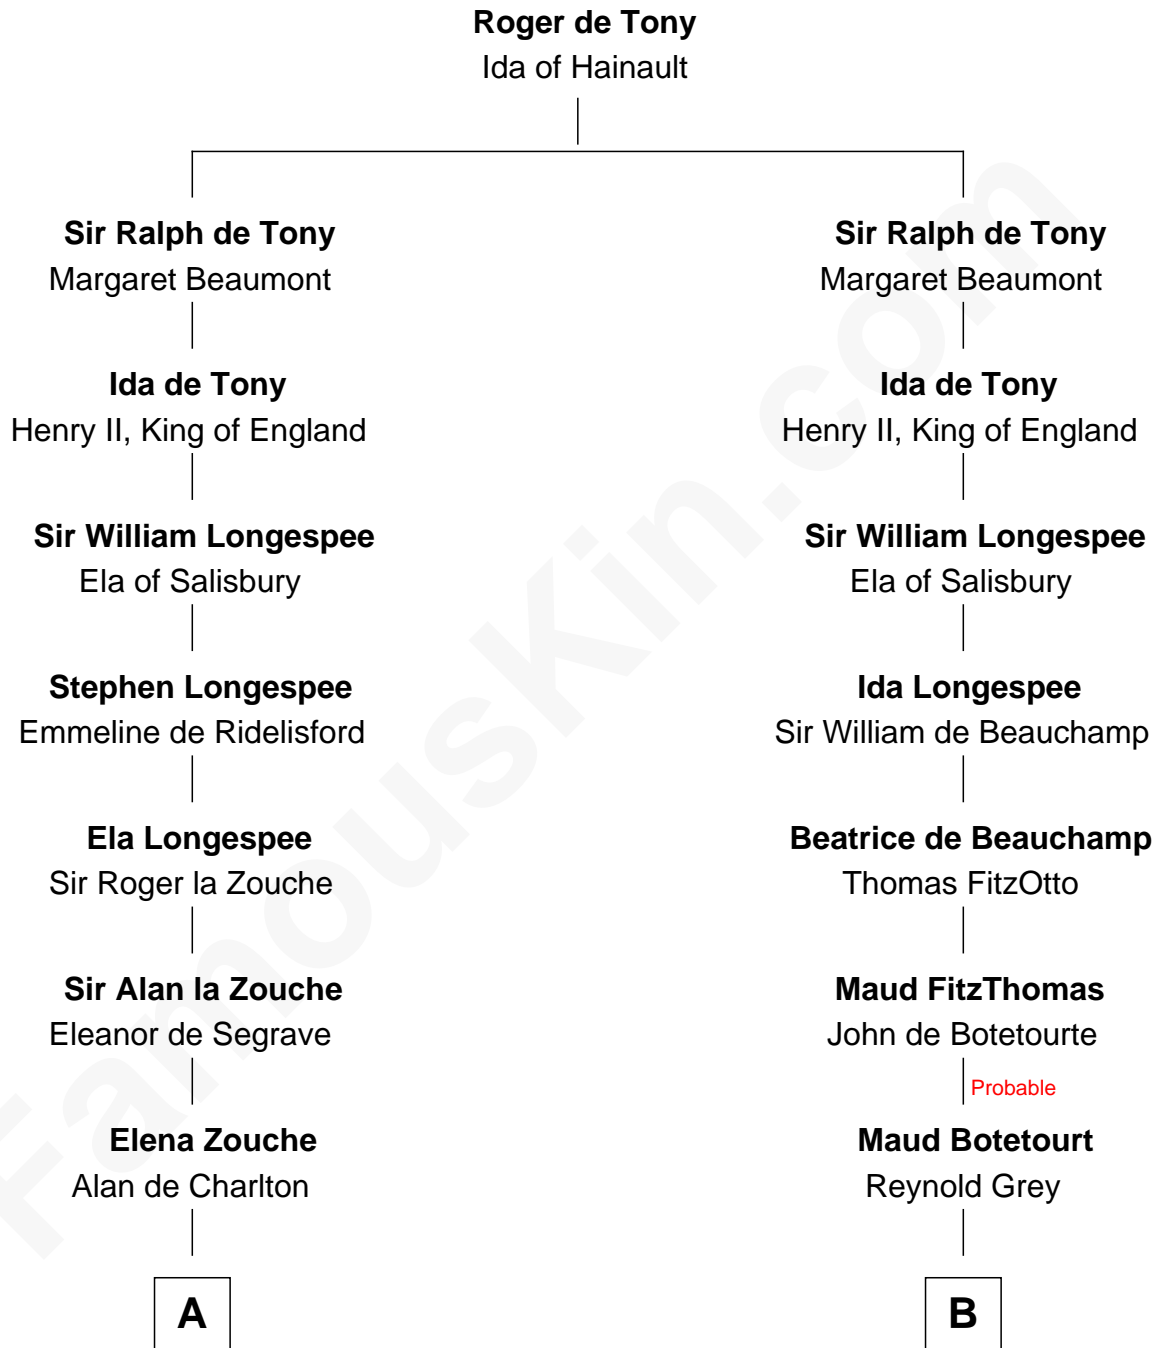 Roger de Tony
Ida of Hainault
Sir Ralph de Tony
Margaret Beaumont
Sir Ralph de Tony
Margaret Beaumont
Ida de Tony
Henry II, King of England
Ida de Tony
Henry II, King of England
Sir William Longespee
Ela of Salisbury
Sir William Longespee
Ela of Salisbury
Stephen Longespee
Emmeline de Ridelisford
Ida Longespee
Sir William de Beauchamp
Ela Longespee
Sir Roger la Zouche
Beatrice de Beauchamp
Thomas FitzOtto
Sir Alan la Zouche
Eleanor de Segrave
Maud FitzThomas
John de Botetourte
Probable
Elena Zouche
Alan de Charlton
Maud Botetourt
Reynold Grey
A
B
FamousKin.com